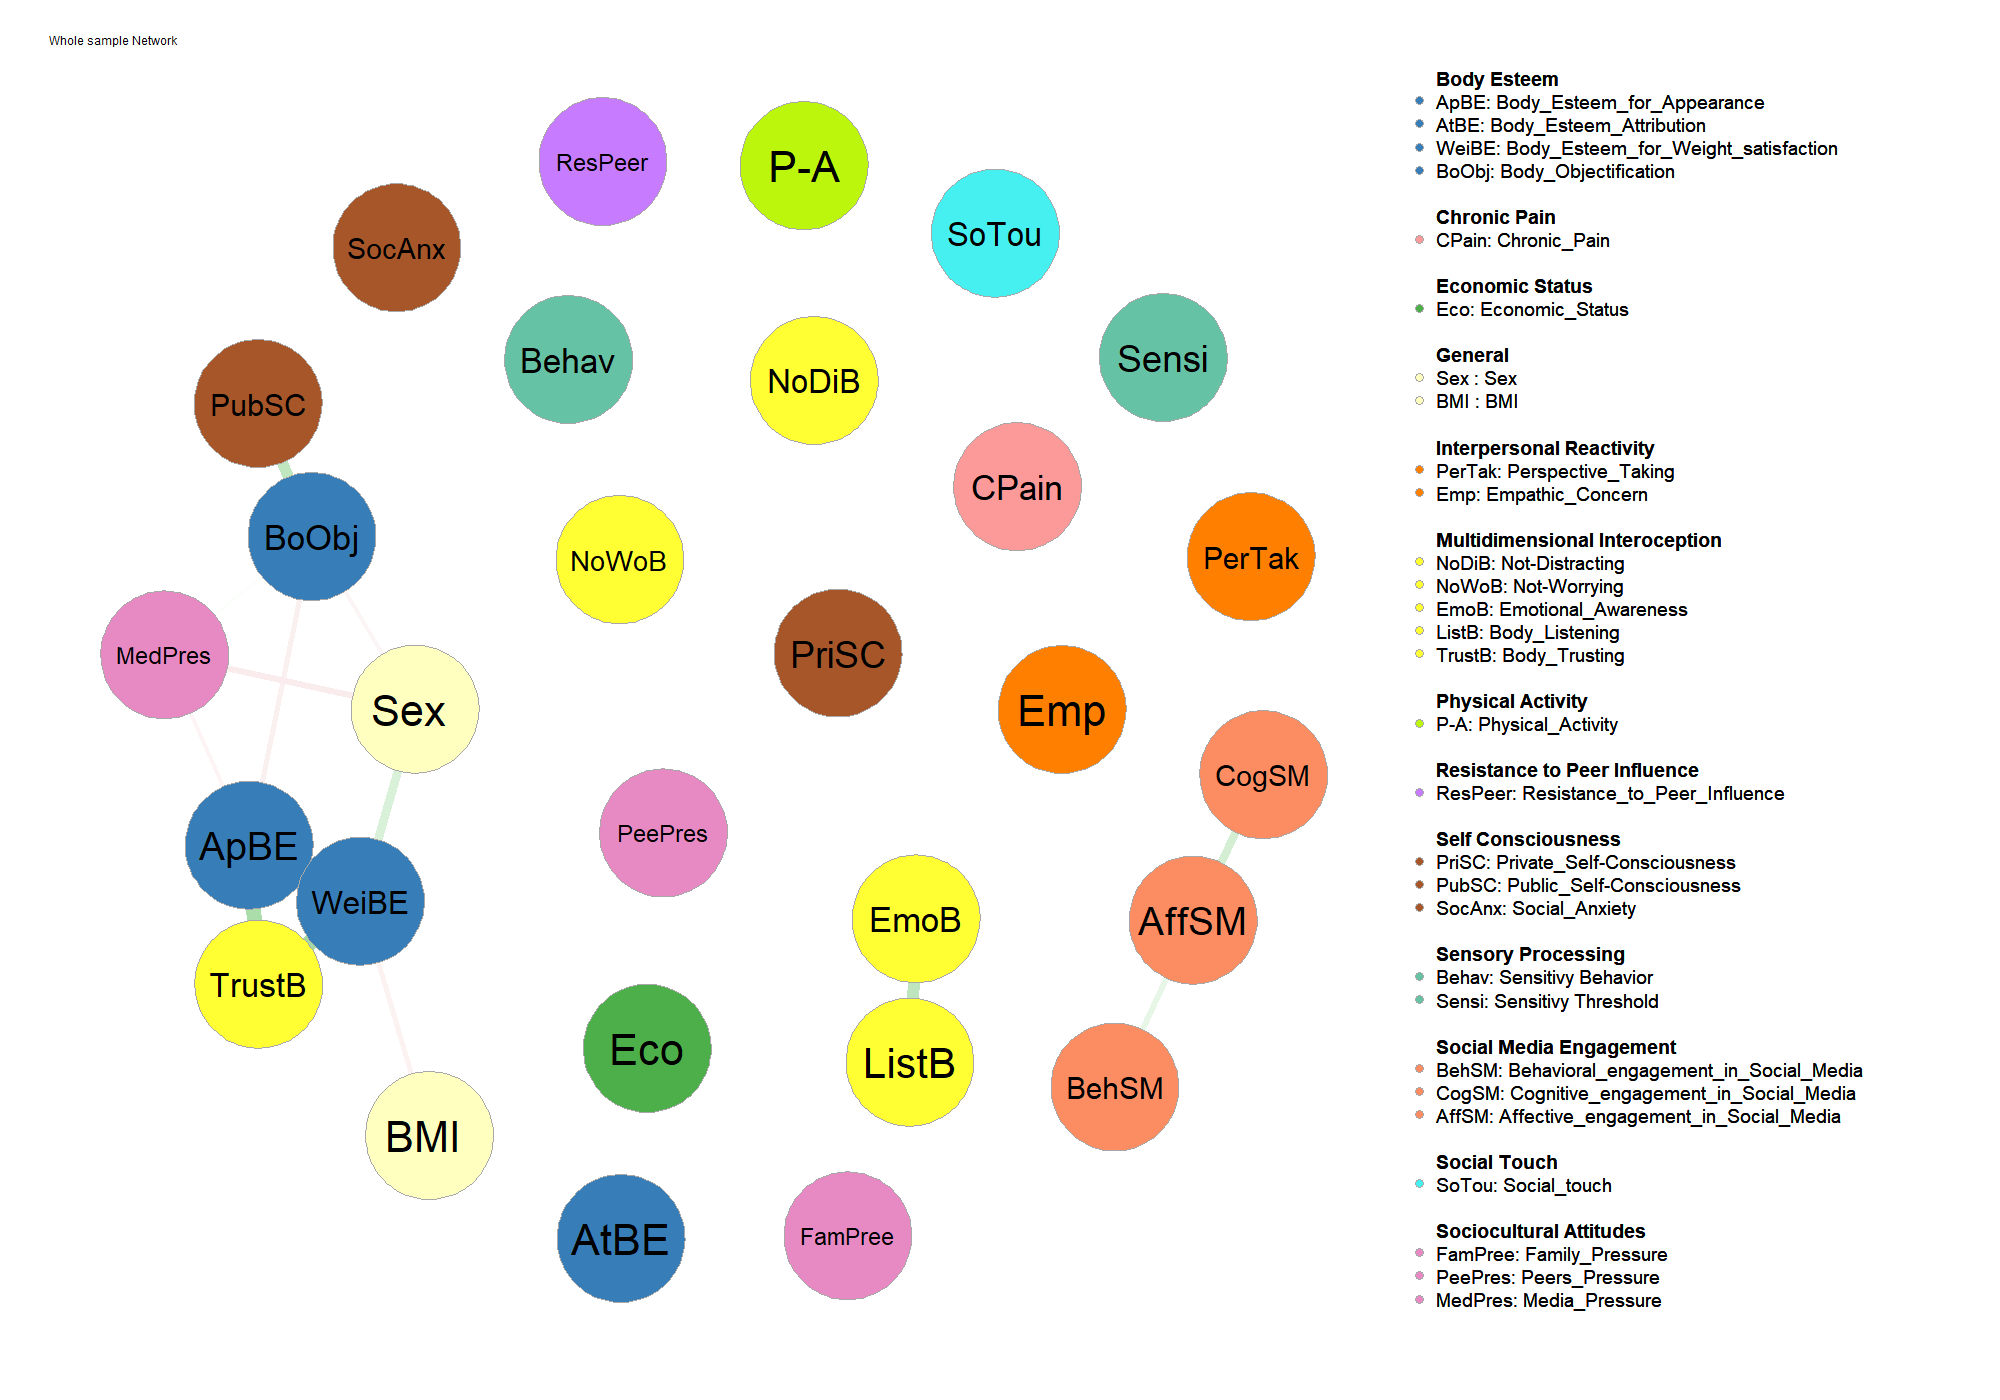 Whole sample Network
ResPeer
P-A
SoTou
SocAnx
Behav
NoDiB
Sensi
PubSC
CPain
BoObj
NoWoB
PerTak
MedPres
PriSC
Sex
Emp
CogSM
PeePres
ApBE
WeiBE
EmoB
AffSM
TrustB
Eco
ListB
BehSM
BMI
AtBE
FamPree
Body Esteem
ApBE: Body_Esteem_for_Appearance
AtBE: Body_Esteem_Attribution
WeiBE: Body_Esteem_for_Weight_satisfaction
BoObj: Body_Objectification
Chronic Pain
CPain: Chronic_Pain
Economic Status
Eco: Economic_Status
General
Sex : Sex
BMI : BMI
Interpersonal Reactivity
PerTak: Perspective_Taking
Emp: Empathic_Concern
Multidimensional Interoception
NoDiB: Not-Distracting
NoWoB: Not-Worrying
EmoB: Emotional_Awareness
ListB: Body_Listening
TrustB: Body_Trusting
Physical Activity
P-A: Physical_Activity
Resistance to Peer Influence
ResPeer: Resistance_to_Peer_Influence
Self Consciousness
PriSC: Private_Self-Consciousness
PubSC: Public_Self-Consciousness
SocAnx: Social_Anxiety
Sensory Processing
Behav: Sensitivy Behavior
Sensi: Sensitivy Threshold
Social Media Engagement
BehSM: Behavioral_engagement_in_Social_Media
CogSM: Cognitive_engagement_in_Social_Media
AffSM: Affective_engagement_in_Social_Media
Social Touch
SoTou: Social_touch
Sociocultural Attitudes
FamPree: Family_Pressure
PeePres: Peers_Pressure
MedPres: Media_Pressure